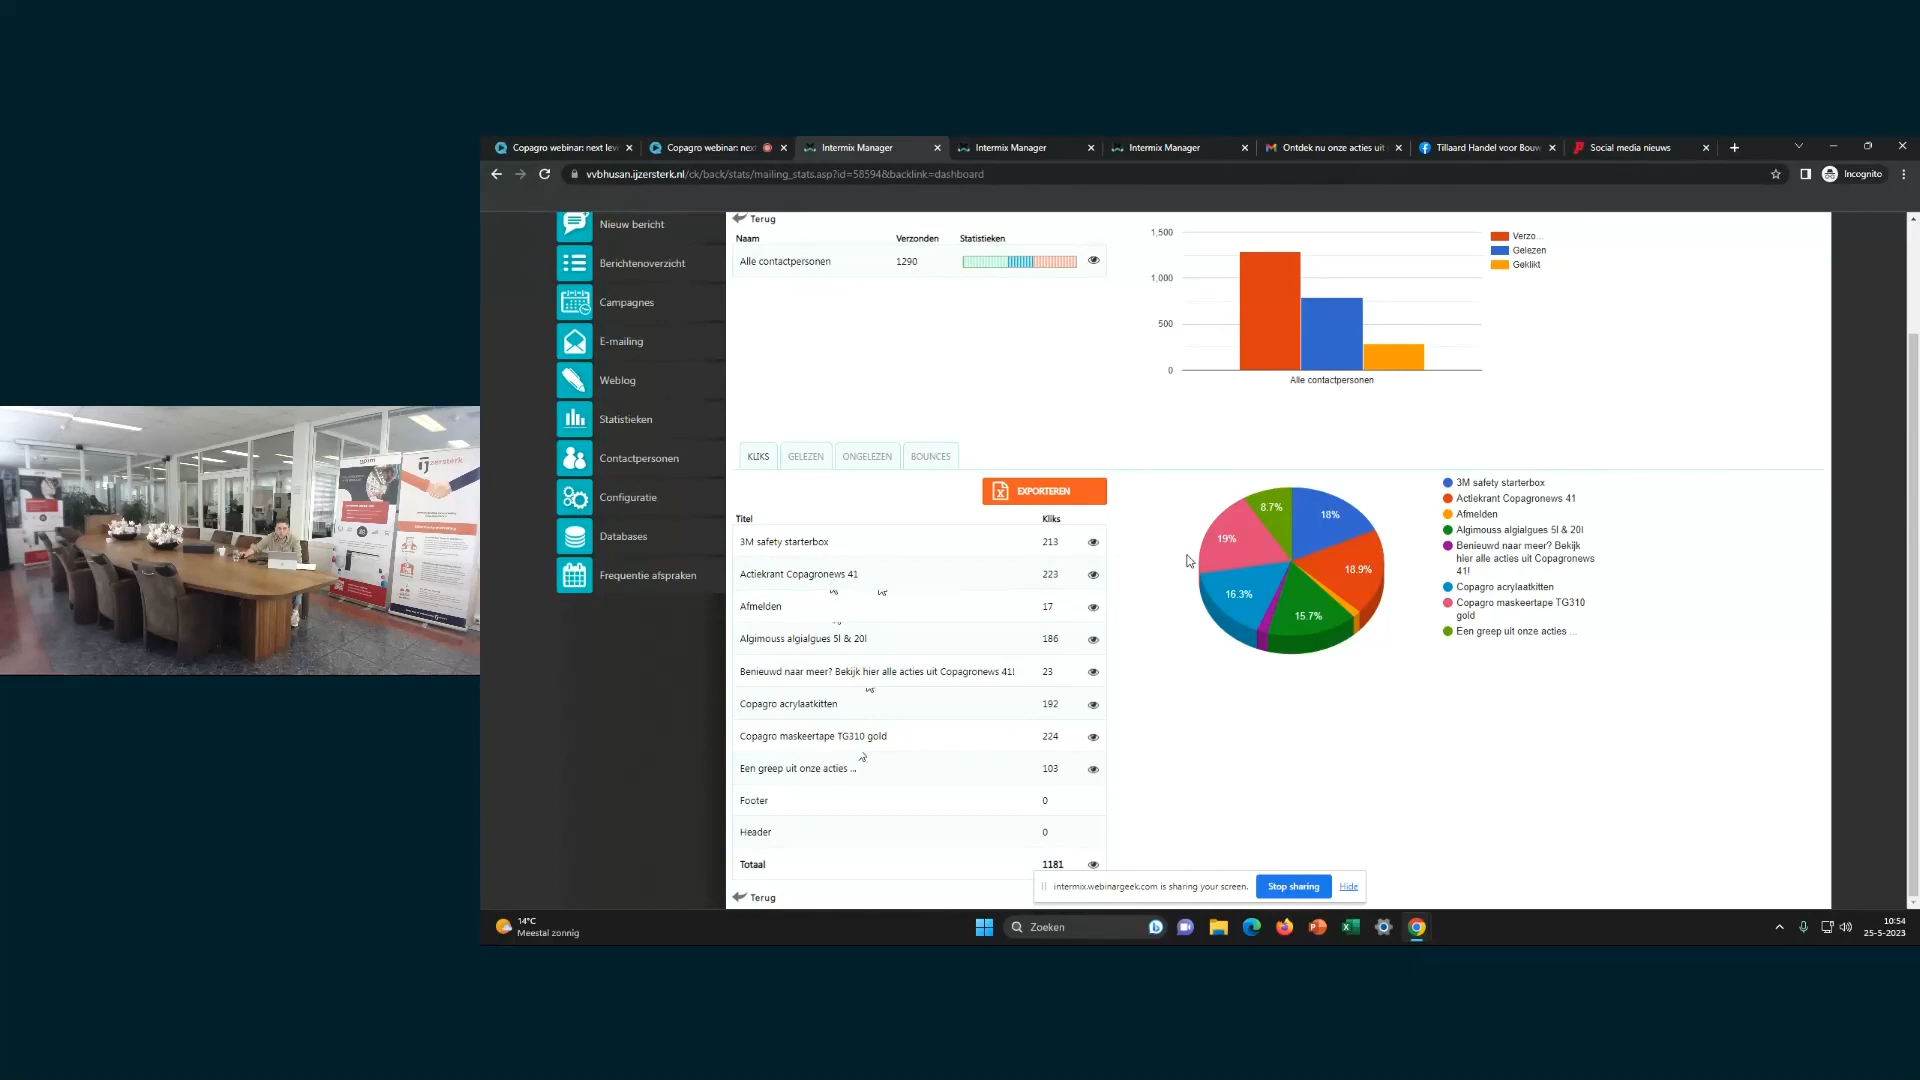 Copagro webinar: next lev
Copagro webinar: nex
Intermix Manager
Intermix Manager
Intermix Manager
Ontdek nu onze acties uit
Tillaard Handel voor Bouw
Social media nieuws
vvbhusan.ijzersterk.nl/ck/back/stats/mailing_stats.asp?id=58594&backlink=dashboard
Incognito
Nieuw bericht
Berichtenoverzicht
Campagnes
E-mailing
Weblog
Statistieken
Contactpersonen
Configuratie
Databases
Frequentie afspraken
Terug
Naam Verzonden Statistieken
Alle contactpersonen 1290
1,500
1,000
500
0
Alle contactpersonen
Verzo...
Gelezen
Geklikt
KLIKS GELEZEN ONGELEZEN BOUNCES
EXPORTEREN
Titel Kliks
3M safety starterbox 213
Actiekrant Copagronews 41 223
Afmelden 17
Algimouss algialgues 5l & 20l 186
Benieuwd naar meer? Bekijk hier alle acties uit Copagronews 41! 23
Copagro acrylaatkitten 192
Copagro maskeertape TG310 gold 224
Een greep uit onze acties ... 103
Footer 0
Header 0
Totaal 1181
Terug
8.7%
18%
19%
18.9%
16.3%
15.7%
3M safety starterbox
Actiekrant Copagronews 41
Afmelden
Algimouss algialgues 5l & 20l
Benieuwd naar meer? Bekijk
hier alle acties uit Copagronews
41!
Copagro acrylaatkitten
Copagro maskeertape TG310
gold
Een greep uit onze acties ...
intermix.webinargeek.com is sharing your screen.
Stop sharing
Hide
14°C
Meestal zonnig
Zoeken
10:54
25-5-2023
ijzersterk